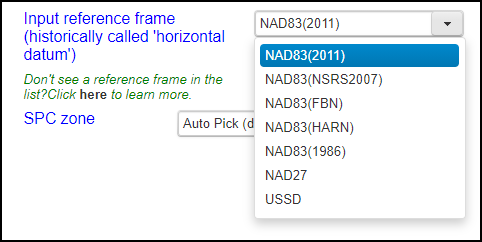 Input reference frame
(historically called 'horizontal
datum')
NAD83(2011)
Don't see a reference frame in the
list?Click here to learn more.
SPC zone
Auto Pick (d
NAD83(2011)
NAD83(NSRS2007)
NAD83(FBN)
NAD83(HARN)
NAD83(1986)
NAD27
USSD